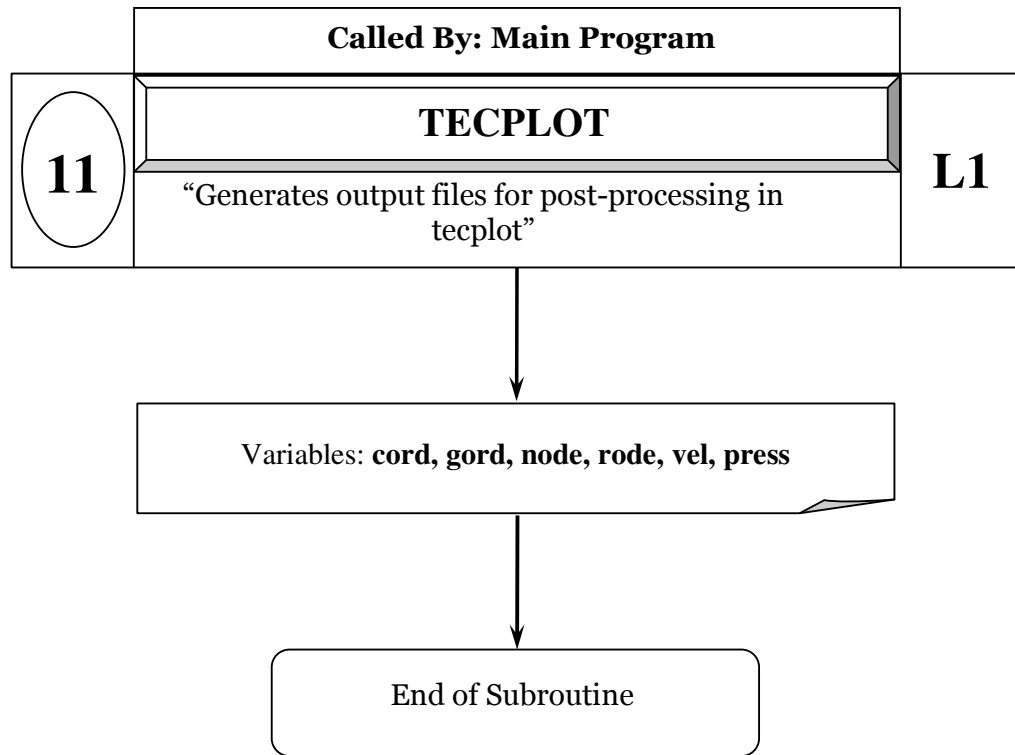 Called By: Main Program
11
TECPLOT
L1
“Generates output files for post-processing in
tecplot”
Variables: cord, gord, node, rode, vel, press
End of Subroutine